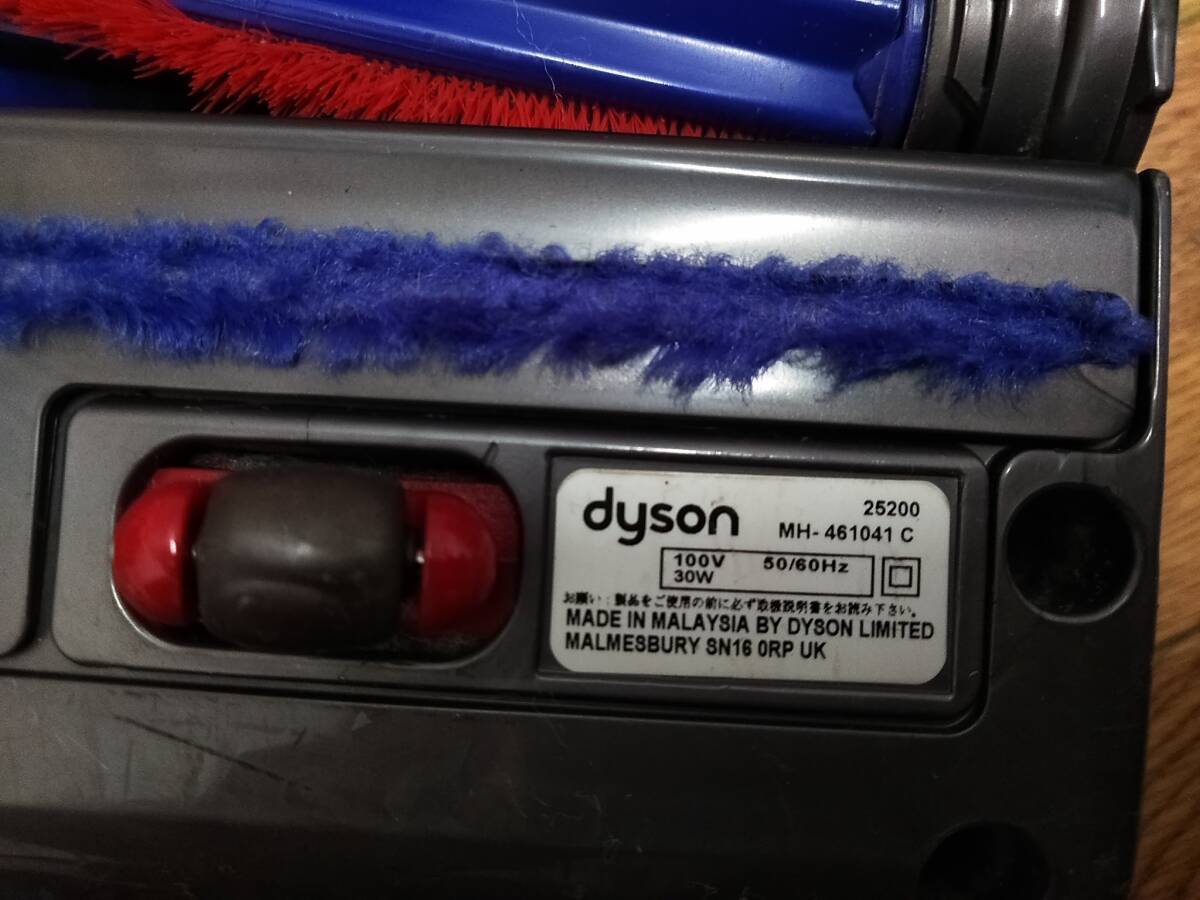 dyson
25200
MH- 461041 C
100V 50/60Hz
30W
お願い:製品をご使用の前に必ず取扱説明書をお読み下さい。
MADE IN MALAYSIA BY DYSON LIMITED
MALMESBURY SN16 0RP UK